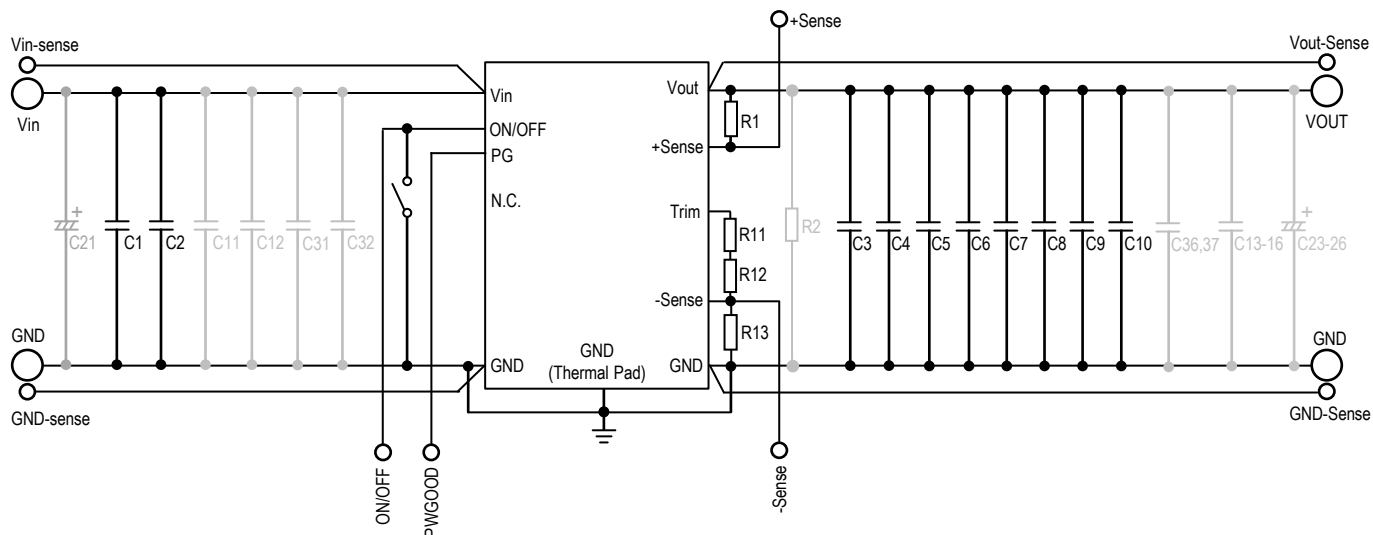 +Sense
Vin-sense
Vout-Sense
Vin
Vin
Vout
VOUT
ON/OFF
R1
PG
+Sense
N.C.
Trim
C21
+
C1
C2
C11
C12
C31
C32
R11
R12
R2
C3
C4
C5
C6
C7
C8
C9
C10
C36,37
C13-16
+
C23-26
-Sense
R13
GND
GND
GND
(Thermal Pad)
GND
GND
GND-sense
GND-Sense
ON/OFF
PWGOOD
-Sense